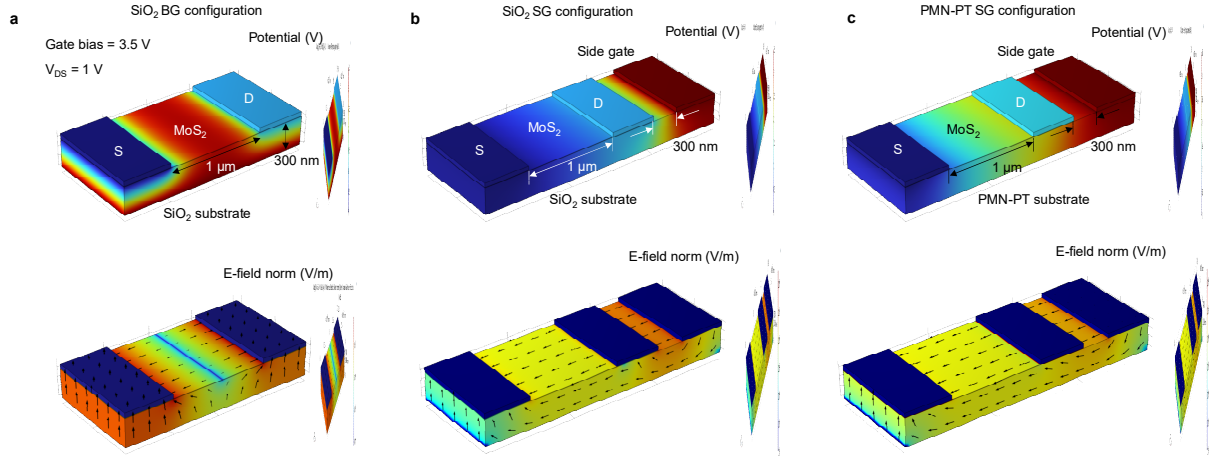 a
SiO2 BG configuration
Gate bias = 3.5 V
VDS = 1 V
Potential (V)
D
MoS2
S
1 µm
300 nm
SiO2 substrate
E-field norm (V/m)
b
SiO2 SG configuration
Potential (V)
Side gate
D
MoS2
S
1 µm
300 nm
SiO2 substrate
E-field norm (V/m)
c
PMN-PT SG configuration
Potential (V)
Side gate
D
MoS2
S
1 µm
300 nm
PMN-PT substrate
E-field norm (V/m)